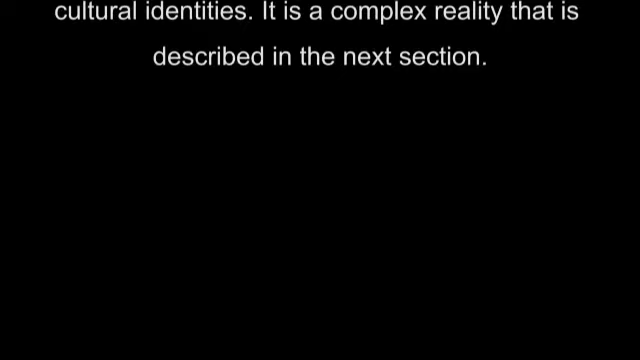 cultural identities. It is a complex reality that is
described in the next section.